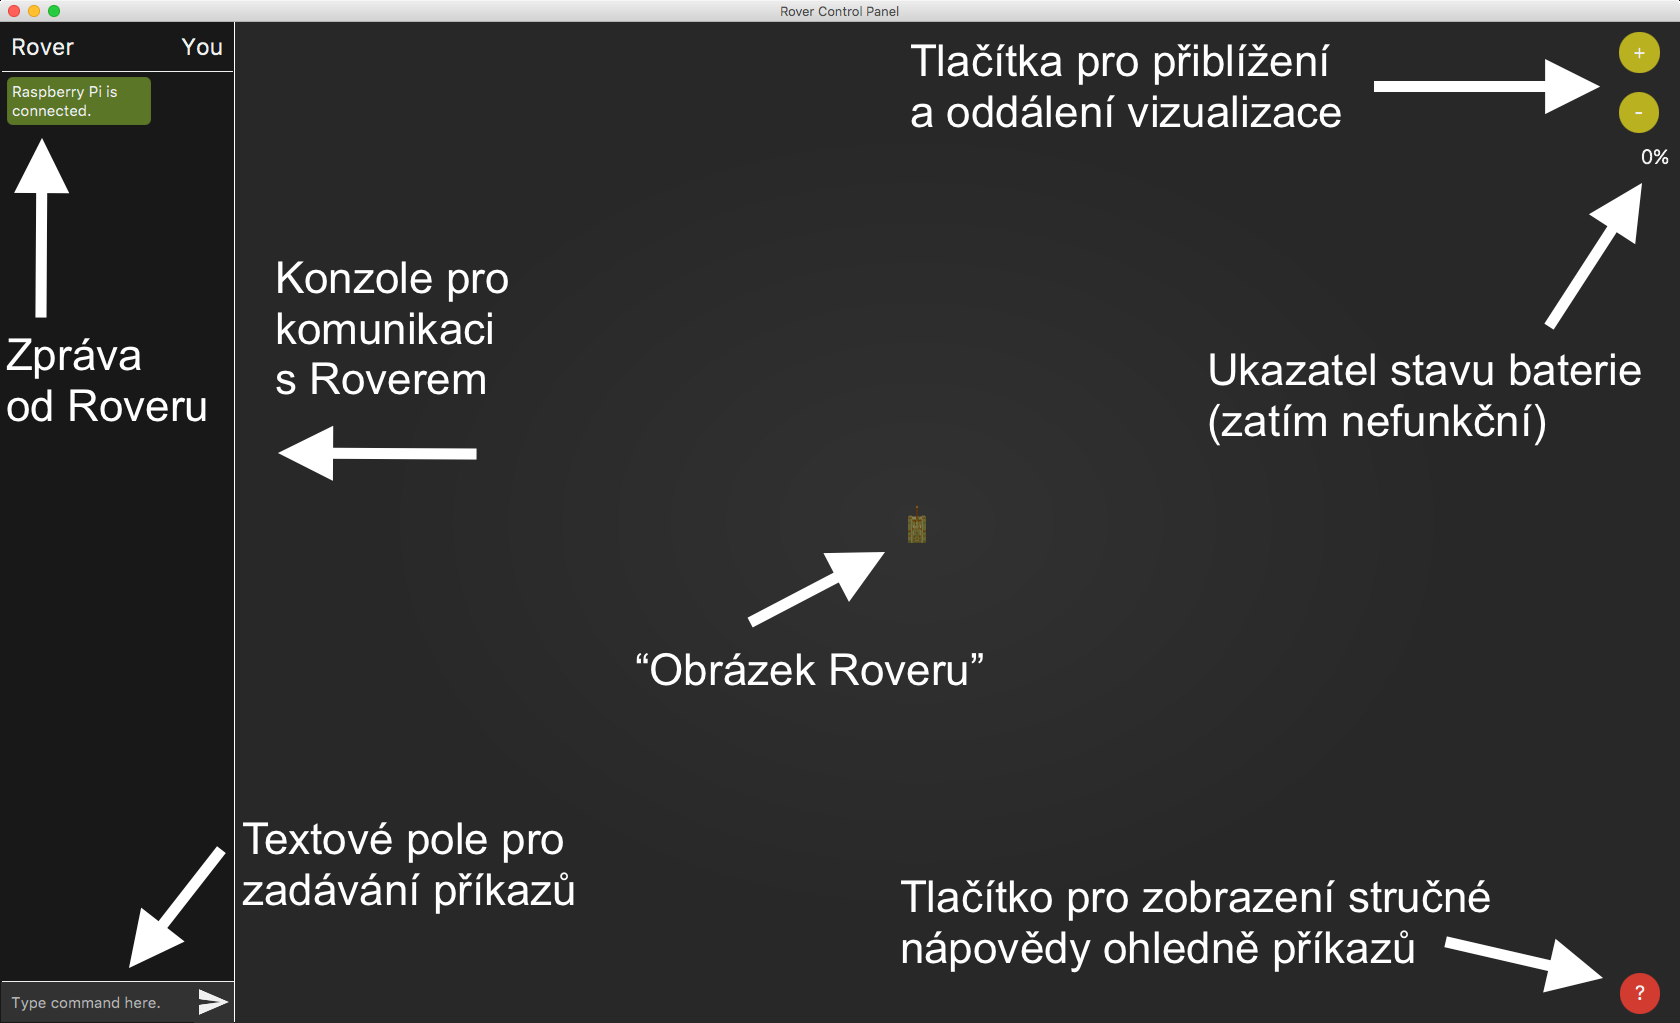 Rover Control Panel
Rover
You
Raspberry Pi is
connected.
Zpráva
od Roveru
Konzole pro
komunikaci
s Roverem
Tlačítka pro přiblížení
a oddálení vizualizace
+
-
0%
Ukazatel stavu baterie
(zatím nefunkční)
“Obrázek Roveru”
Textové pole pro
zadávání příkazů
Type command here.
Tlačítko pro zobrazení stručné
nápovědy ohledně příkazů
?